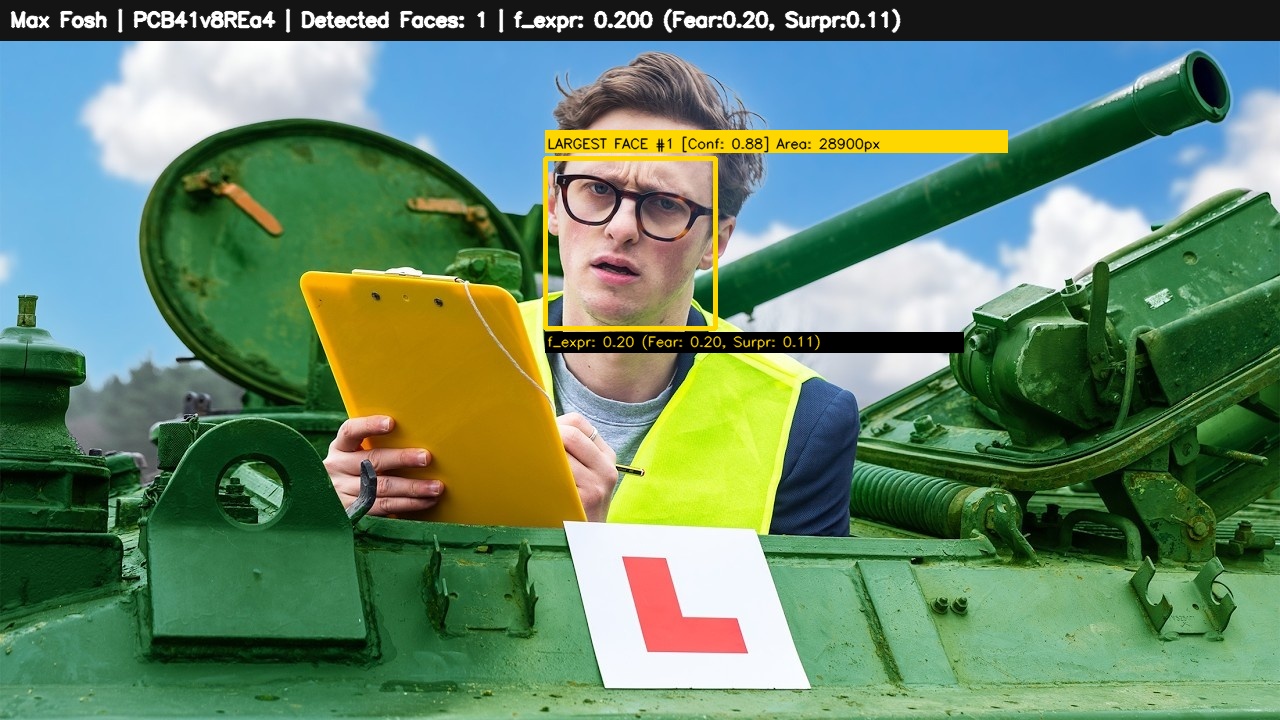 Max Fosh | PCB41v8REa4 | Detected Faces: 1 | f_expr: 0.200 (Fear:0.20, Surpr:0.11)
LARGEST FACE #1 [Conf: 0.88] Area: 28900px
f_expr: 0.20 (Fear: 0.20, Surpr: 0.11)
L